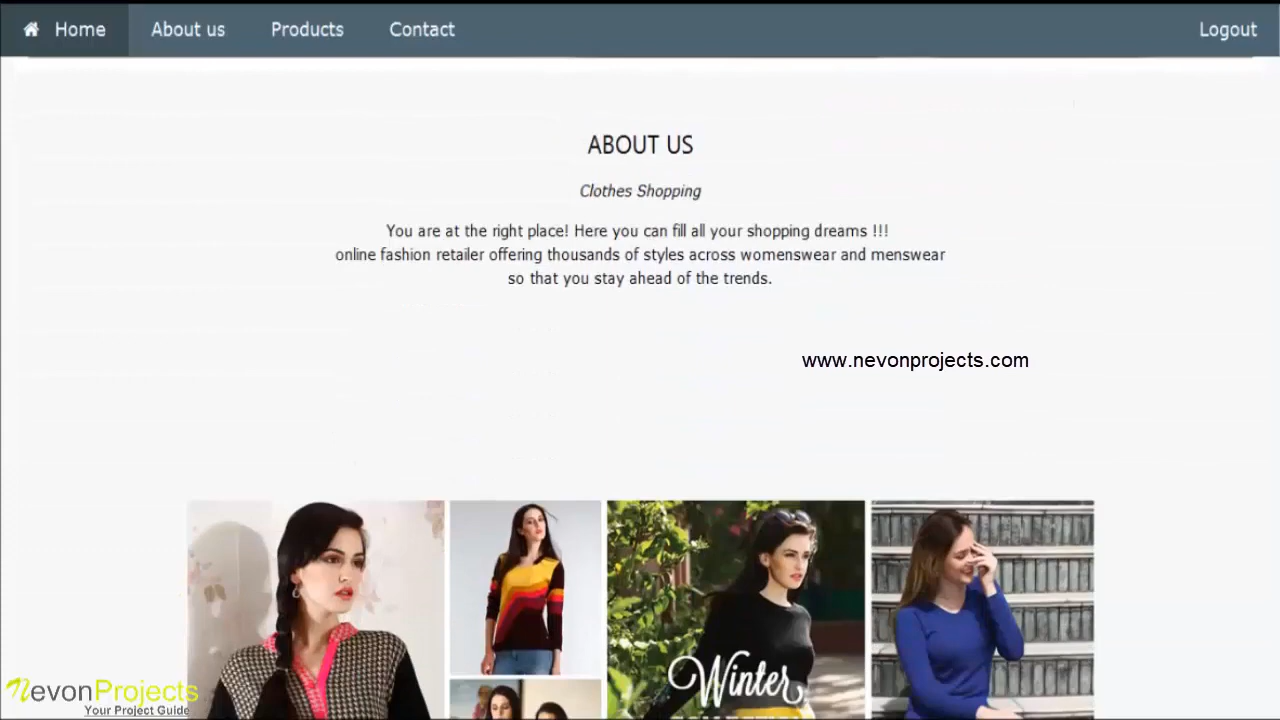 Home About us Products Contact Logout
ABOUT US
Clothes Shopping
You are at the right place! Here you can fill all your shopping dreams !!!
online fashion retailer offering thousands of styles across womenswear and menswear
so that you stay ahead of the trends.
www.nevonprojects.com
Winter
NevonProjects
Your Project Guide